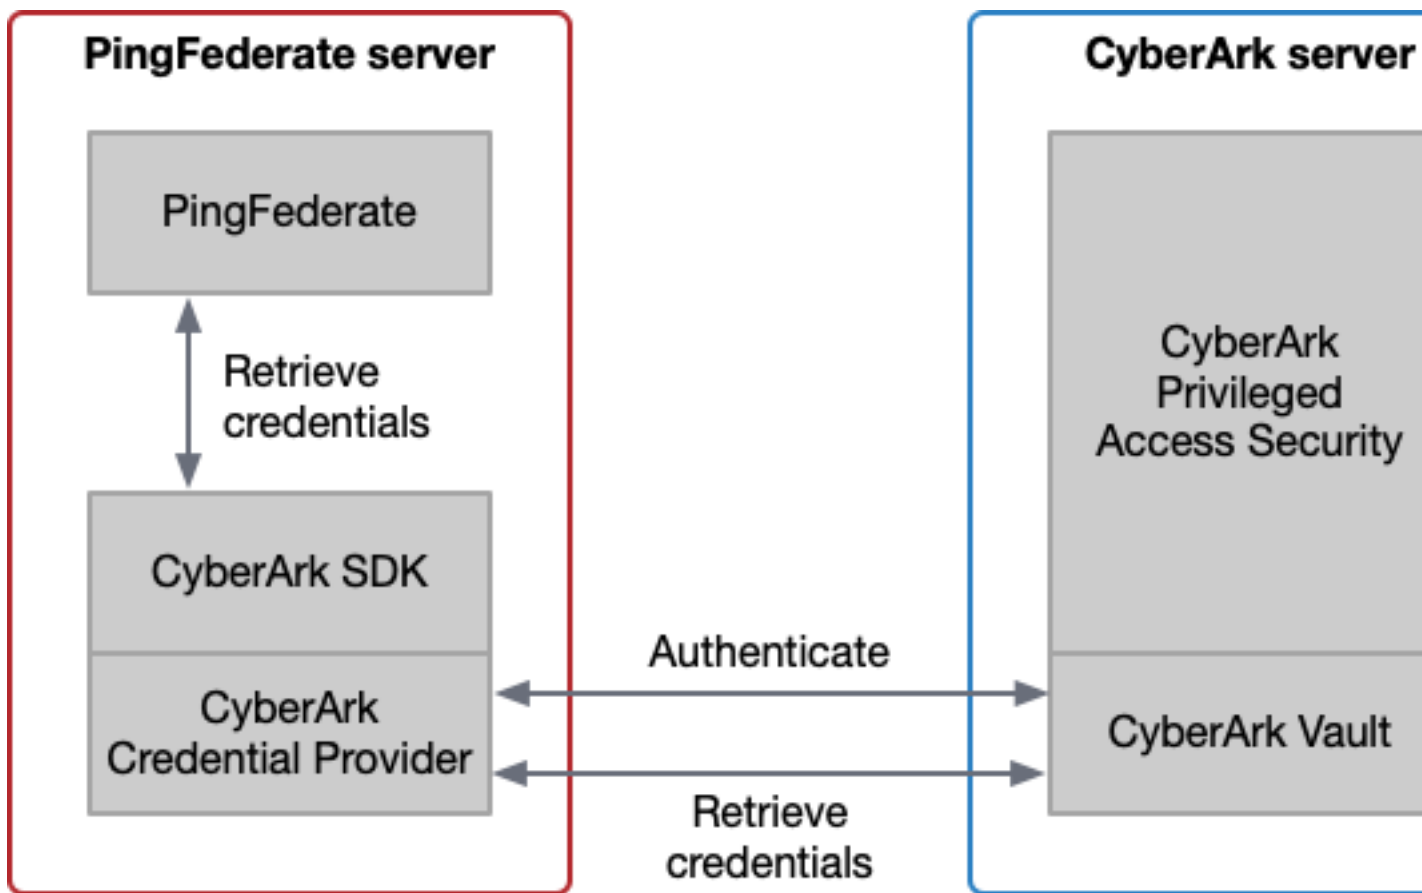 PingFederate server
PingFederate
Retrieve
credentials
CyberArk SDK
CyberArk
Credential Provider
Authenticate
Retrieve
credentials
CyberArk server
CyberArk
Privileged
Access Security
CyberArk Vault